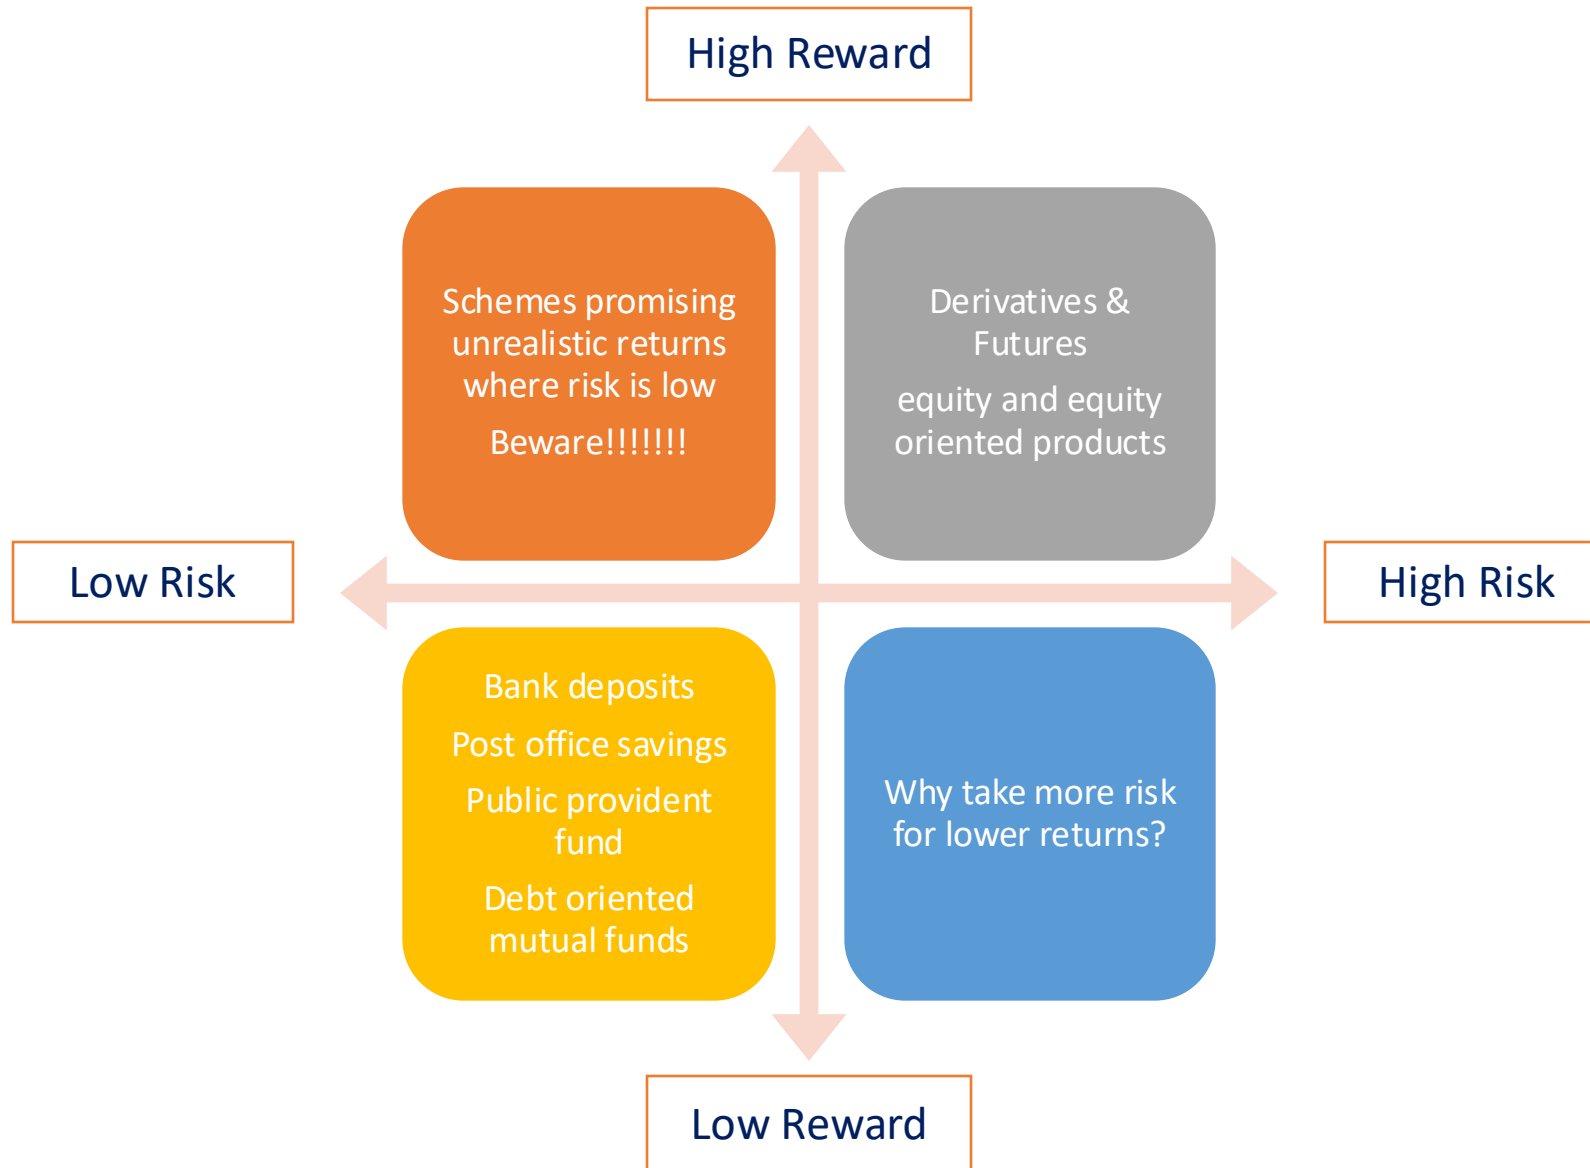 High Reward
Schemes promising
unrealistic returns
where risk is low
Beware!!!!!!!
Derivatives &
Futures
equity and equity
oriented products
Low Risk
High Risk
Bank deposits
Post office savings
Public provident
fund
Debt oriented
mutual funds
Why take more risk
for lower returns?
Low Reward